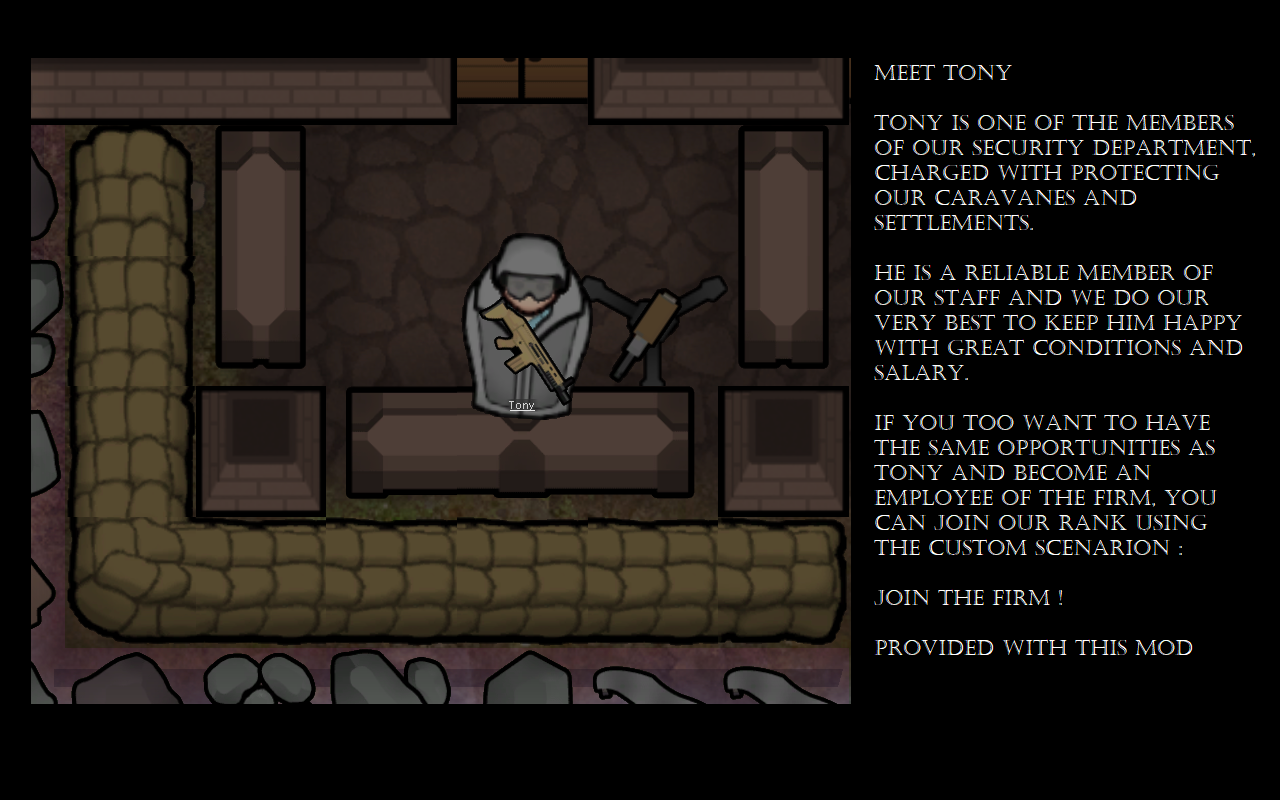 MEET TONY
TONY IS ONE OF THE MEMBERS
OF OUR SECURITY DEPARTMENT,
CHARGED WITH PROTECTING
OUR CARAVANES AND
SETTLEMENTS.
HE IS A RELIABLE MEMBER OF
OUR STAFF AND WE DO OUR
VERY BEST TO KEEP HIM HAPPY
WITH GREAT CONDITIONS AND
SALARY.
IF YOU TOO WANT TO HAVE
THE SAME OPPORTUNITIES AS
TONY AND BECOME AN
EMPLOYEE OF THE FIRM, YOU
CAN JOIN OUR RANK USING
THE CUSTOM SCENARION :
JOIN THE FIRM !
PROVIDED WITH THIS MOD
Tony